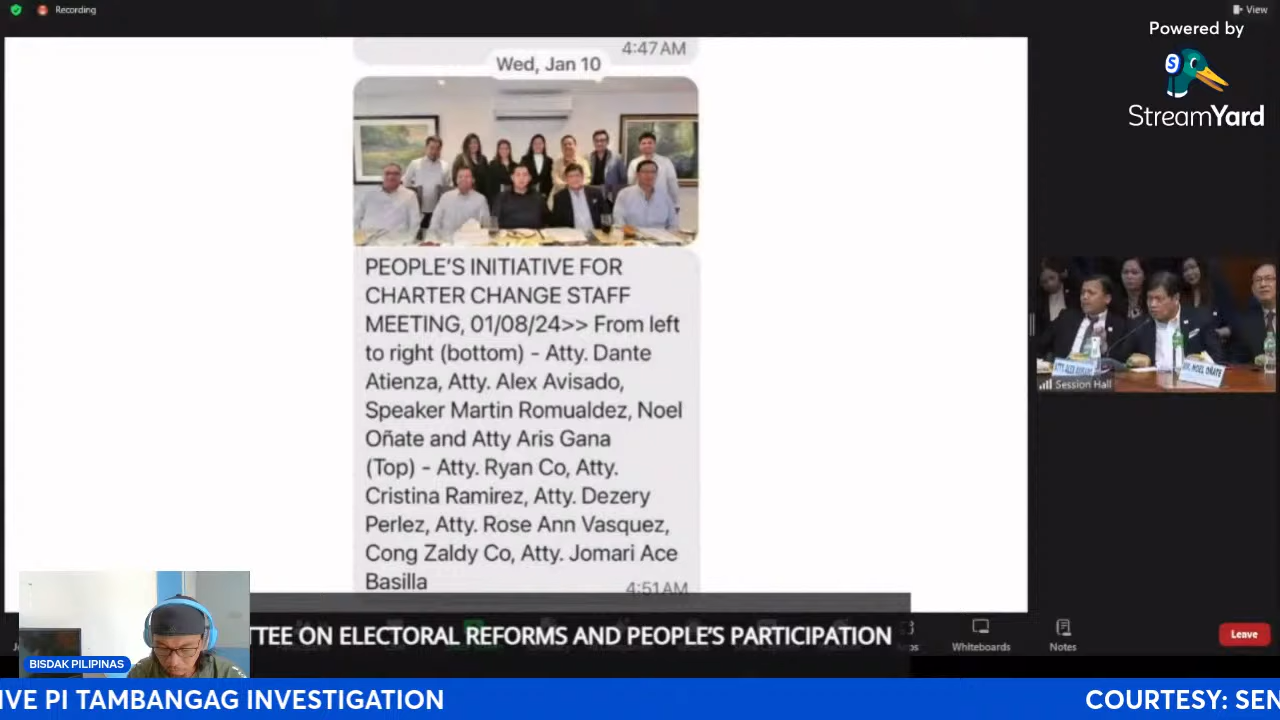 Recording
View
Powered by
StreamYard
4:47 AM
Wed, Jan 10
PEOPLE'S INITIATIVE FOR
CHARTER CHANGE STAFF
MEETING, 01/08/24>> From left
to right (bottom) - Atty. Dante
Atienza, Atty. Alex Avisado,
Speaker Martin Romualdez, Noel
Oñate and Atty Aris Gana
(Top) - Atty. Ryan Co, Atty.
Cristina Ramirez, Atty. Dezery
Perlez, Atty. Rose Ann Vasquez,
Cong Zaldy Co, Atty. Jomari Ace
Basilla
4:51 AM
NOEL OÑATE
Session Hall
TTEE ON ELECTORAL REFORMS AND PEOPLE'S PARTICIPATION
Whiteboards
Notes
Leave
BISDAK PILIPINAS
IVE PI TAMBANGAG INVESTIGATION
COURTESY: SEN